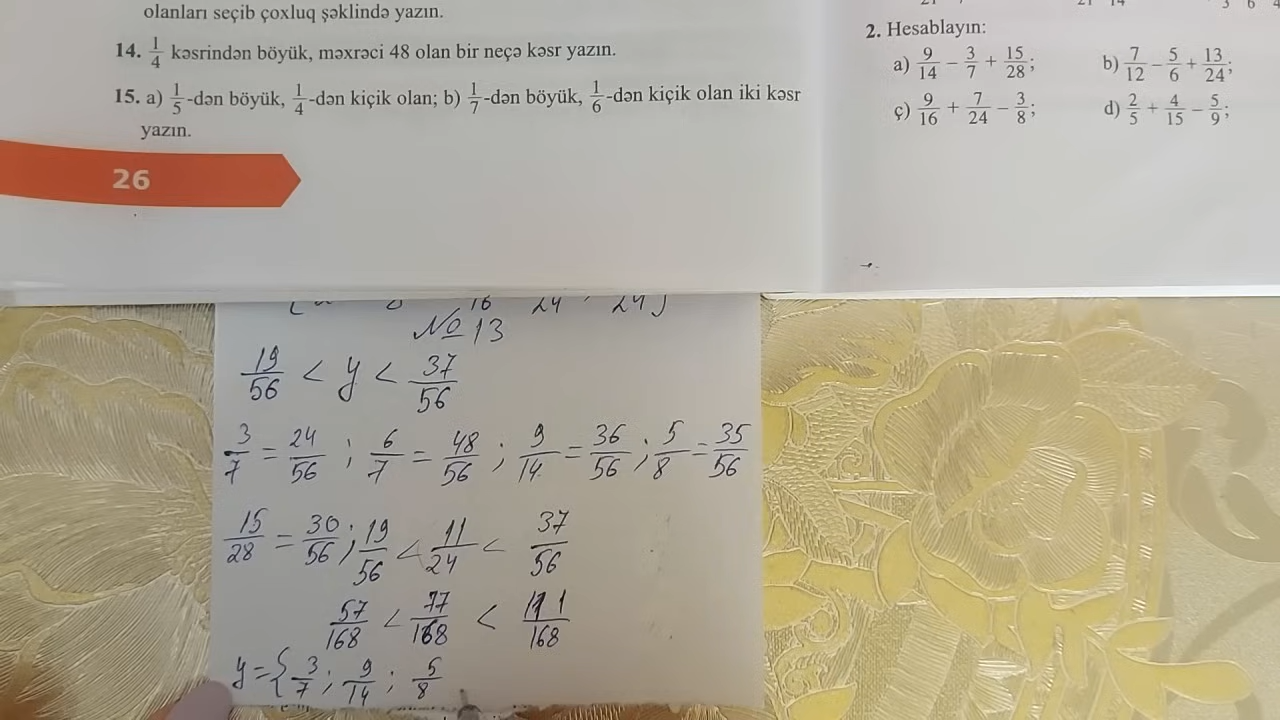 olanları seçib çoxluq şəklində yazın.
14. 1/4 kəsrindən böyük, məxrəci 48 olan bir neçə kəsr yazın.
15. a) 1/5-dən böyük, 1/4-dən kiçik olan; b) 1/7-dən böyük, 1/6-dən kiçik olan iki kəsr
yazın.
26
2. Hesablayın:
a) 9/14 − 3/7 + 15/28; b) 7/12 − 5/6 + 13/24;
ç) 9/16 + 7/24 − 3/8; d) 2/5 + 4/15 − 5/9;
№ 13
19/56 < y < 37/56
3/7 = 24/56 ; 6/7 = 48/56 ; 9/14 = 36/56 ; 5/8 = 35/56
15/28 = 30/56 ; 19/56 < 11/24 < 37/56
57/168 < 77/168 < 111/168
y = { 3/7 ; 9/14 ; 5/8